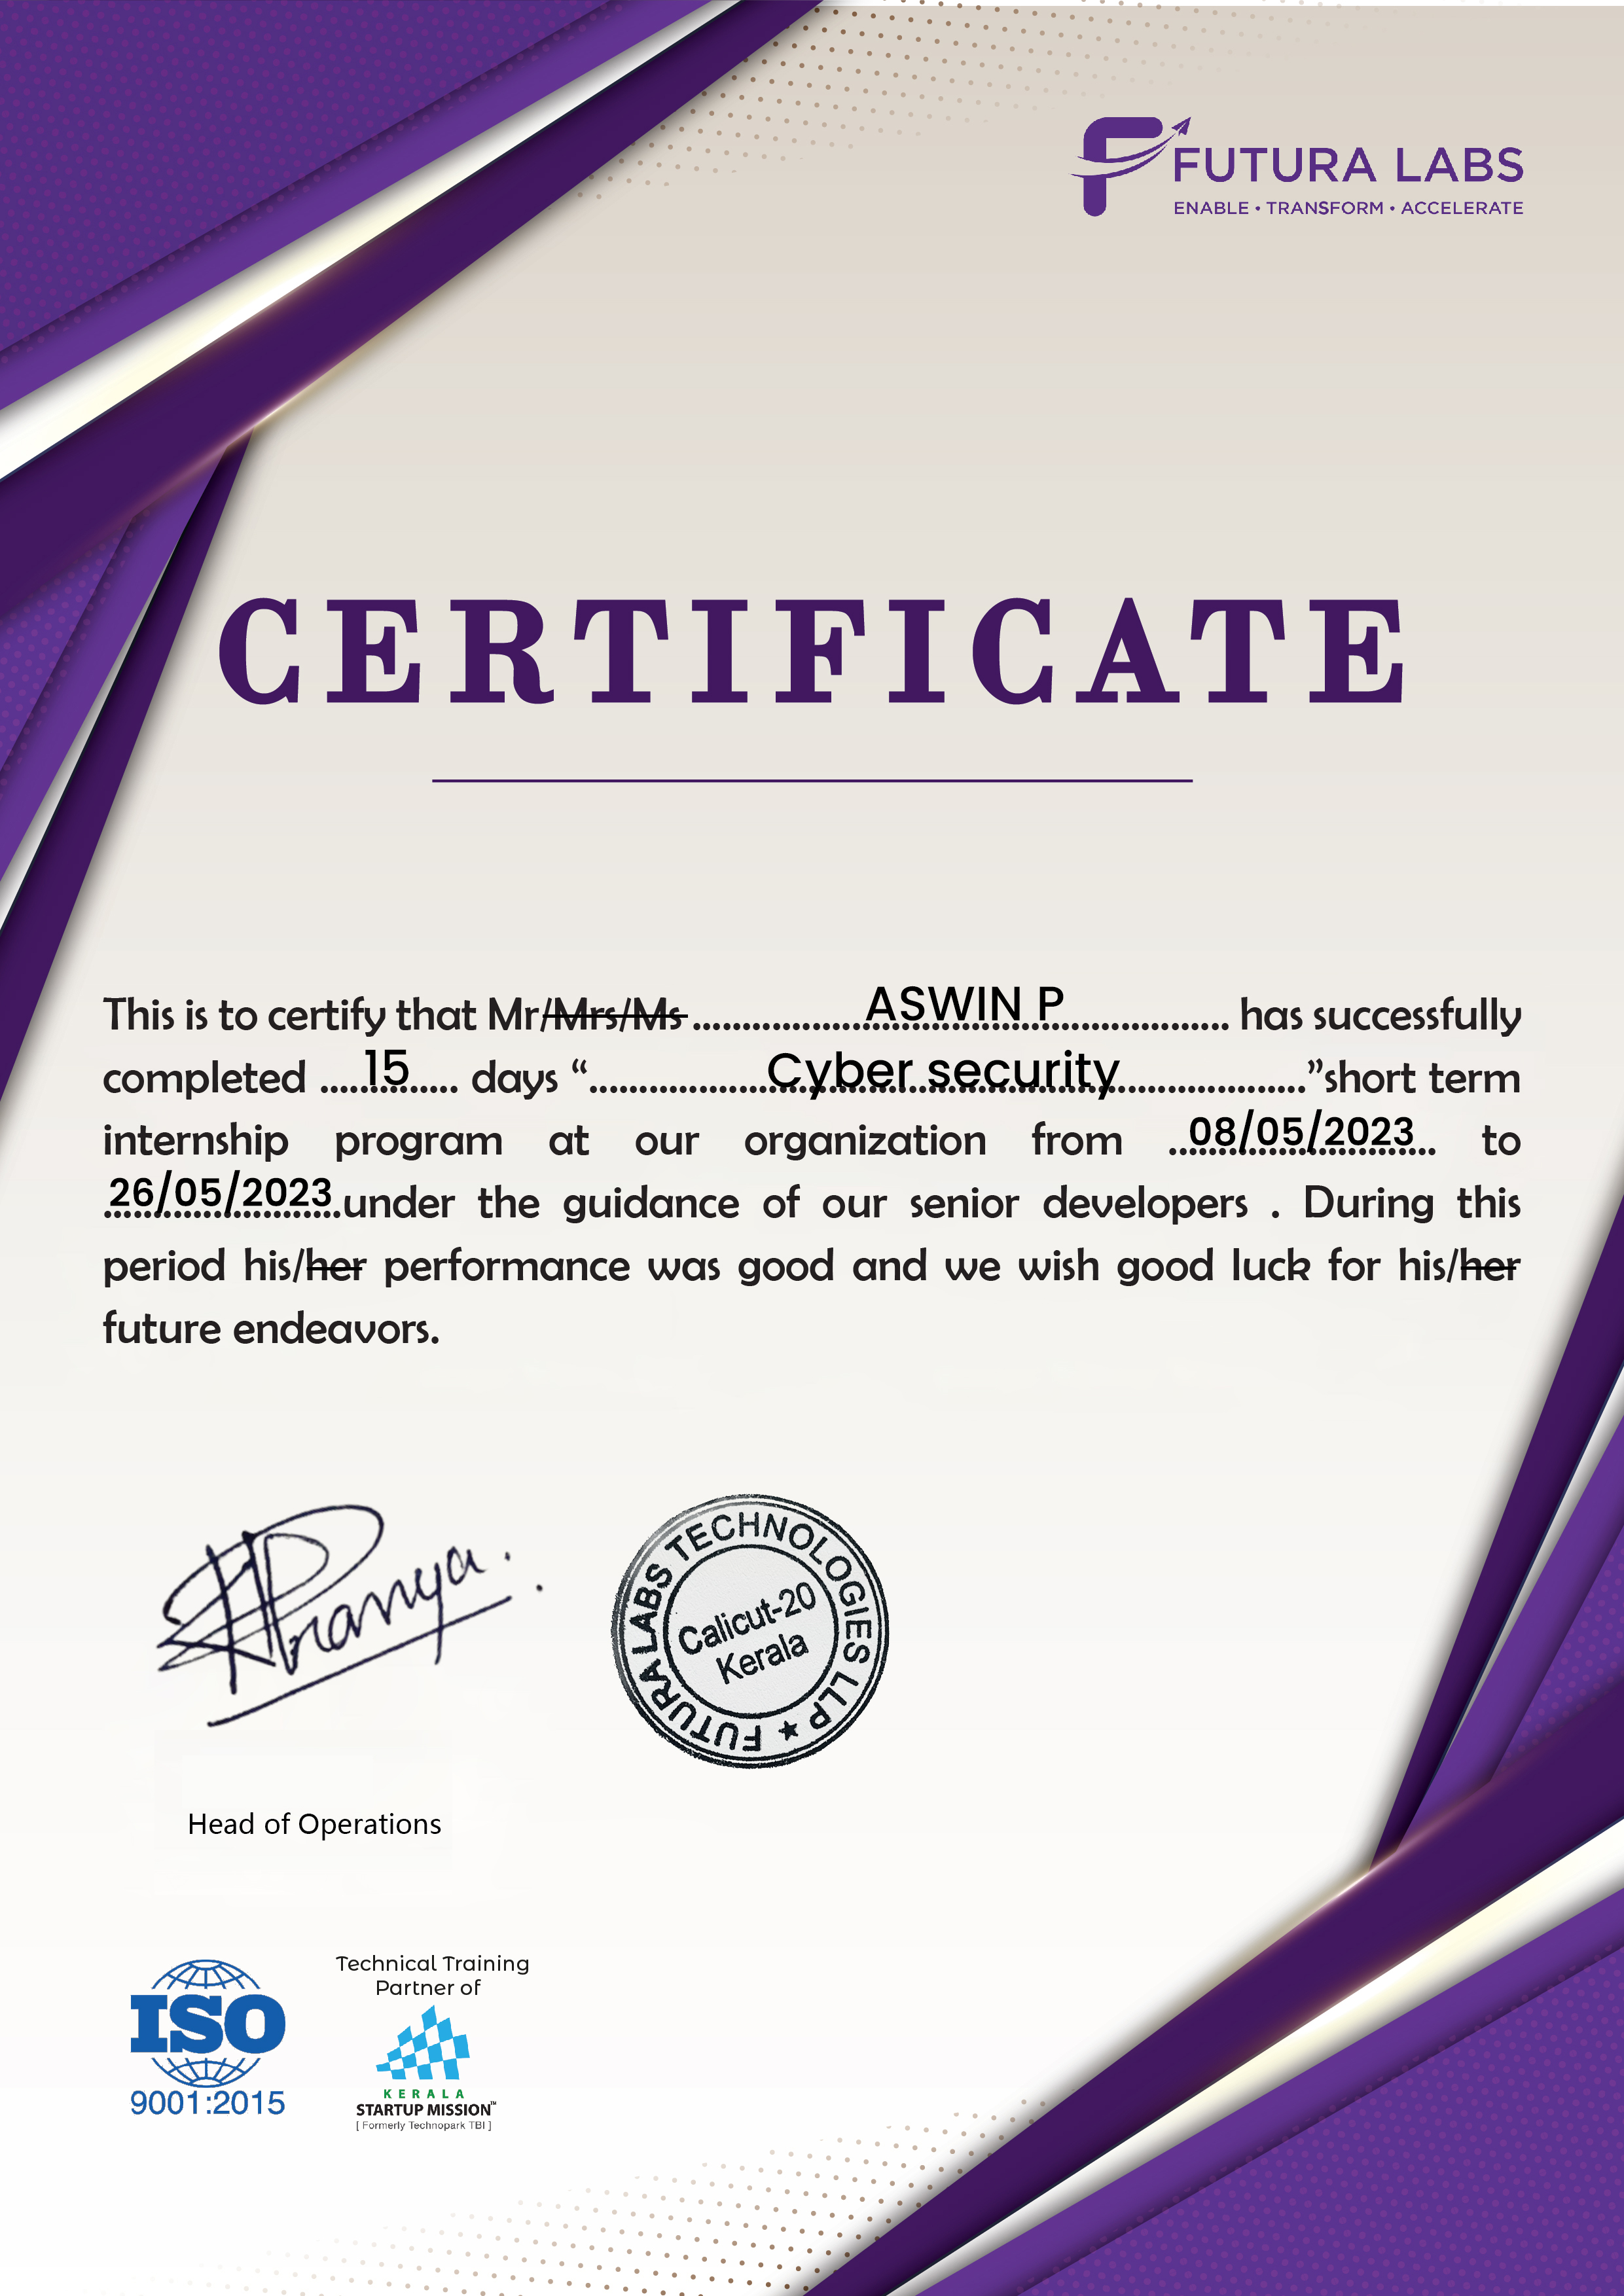 FUTURA LABS
ENABLE • TRANSFORM • ACCELERATE
CERTIFICATE
This is to certify that Mr/Mrs/Ms ASWIN P has successfully
completed 15 days “Cyber security”short term
internship program at our organization from 08/05/2023 to
26/05/2023 under the guidance of our senior developers . During this
period his/her performance was good and we wish good luck for his/her
future endeavors.
Pranya
FUTURA LABS TECHNOLOGIES LLP ★
Calicut-20
Kerala
Head of Operations
Technical Training
Partner of
ISO
9001:2015
KERALA
STARTUP MISSION™
[ Formerly Technopark TBI ]